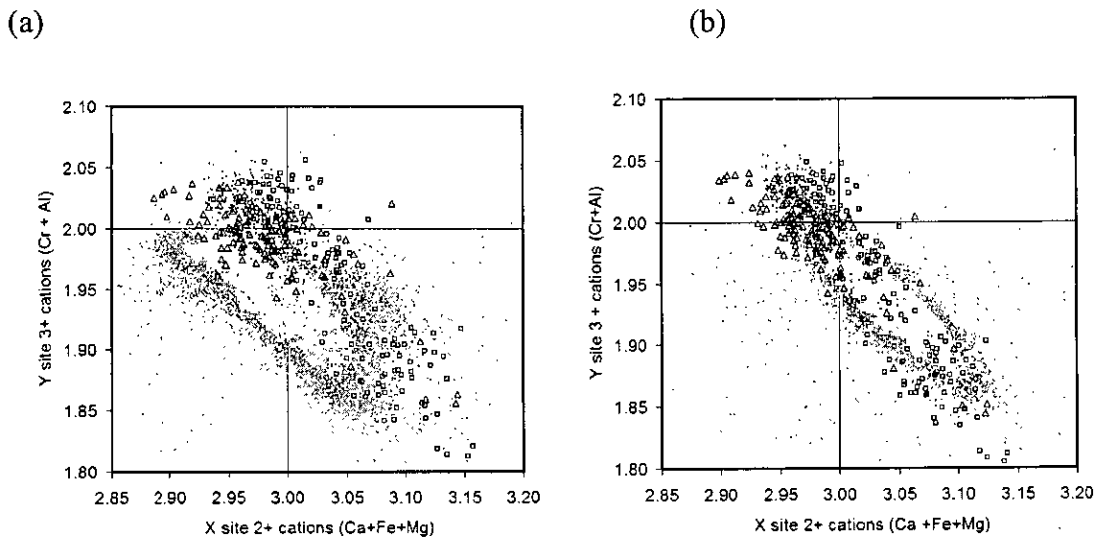 (a)
(b)
Y site 3+ cations (Cr + Al)
2.10
2.05
2.00
1.95
1.90
1.85
1.80
2.85 2.90 2.95 3.00 3.05 3.10 3.15 3.20
X site 2+ cations (Ca+Fe+Mg)
Y site 3 + cations (Cr+Al)
2.10
2.05
2.00
1.95
1.90
1.85
1.80
2.85 2.90 2.95 3.00 3.05 3.10 3.15 3.20
X site 2+ cations (Ca +Fe+Mg)